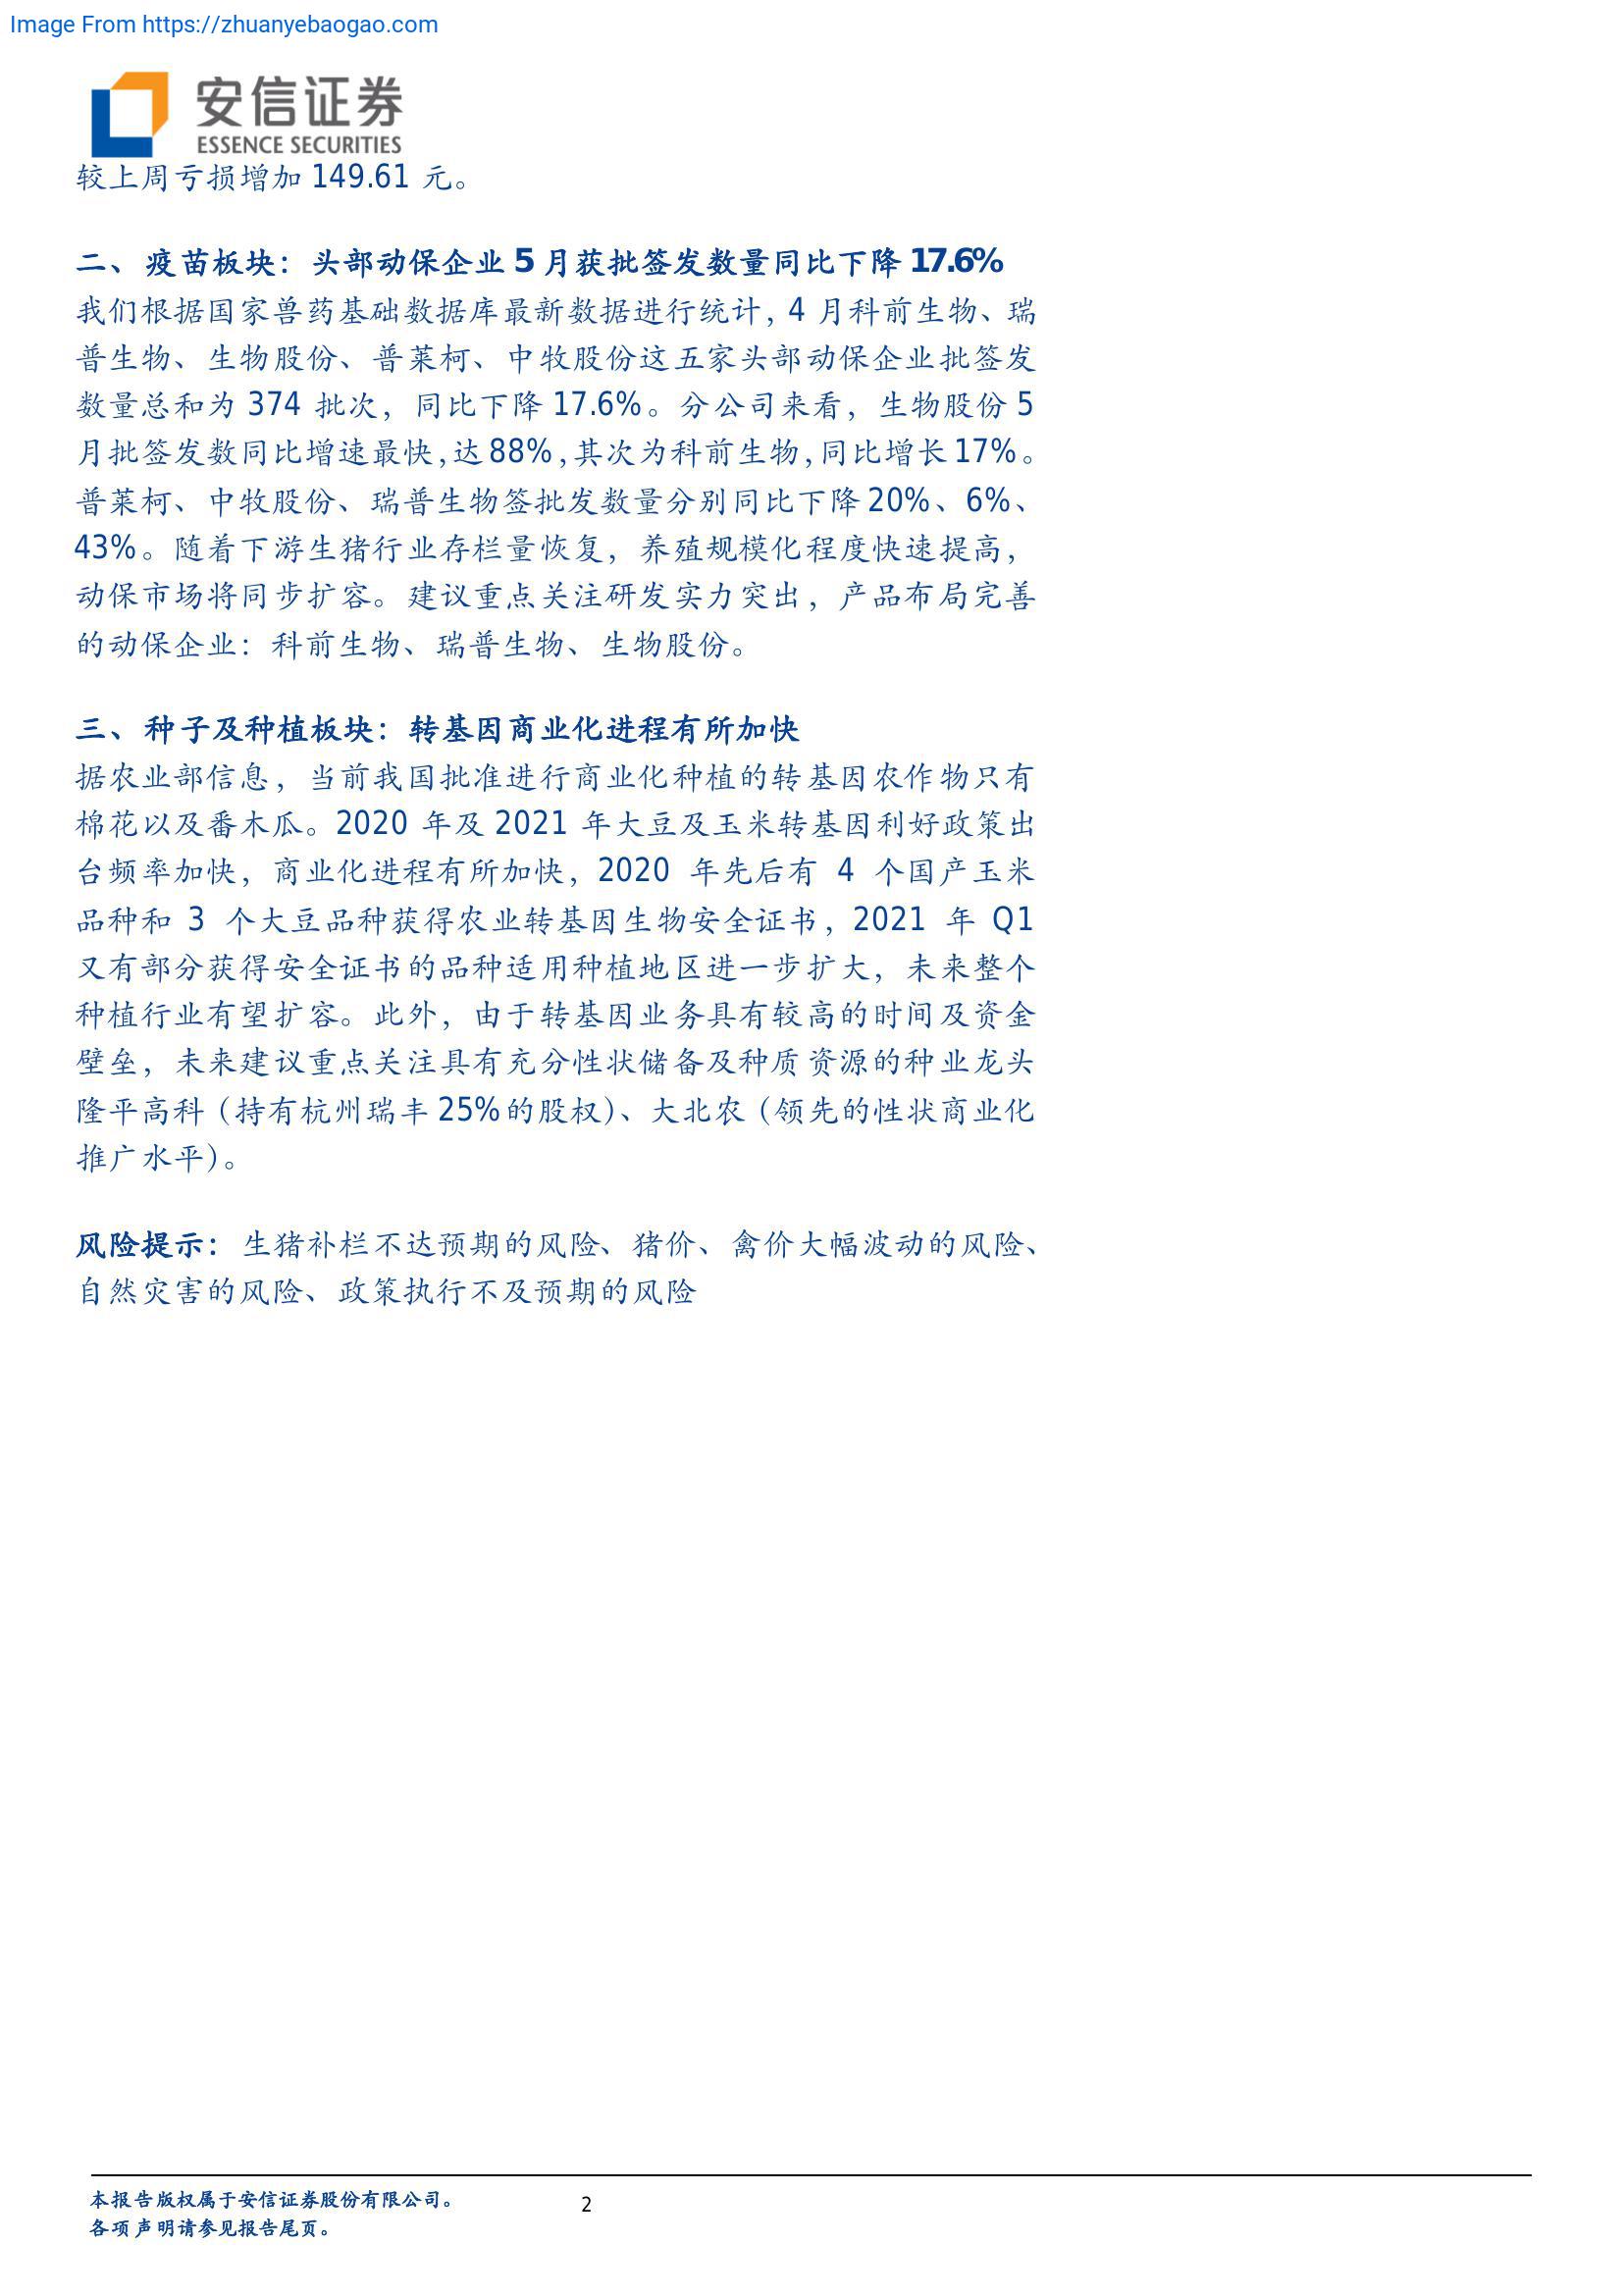 Image From https://zhuanyebaogao.com
安信证券
ESSENCE SECURITIES
较上周亏损增加 149.61 元。
二、疫苗板块：头部动保企业 5 月获批签发数量同比下降 17.6%
我们根据国家兽药基础数据库最新数据进行统计，4 月科前生物、瑞
普生物、生物股份、普莱柯、中牧股份这五家头部动保企业批签发
数量总和为 374 批次，同比下降 17.6%。分公司来看，生物股份 5
月批签发数同比增速最快，达 88%，其次为科前生物，同比增长 17%。
普莱柯、中牧股份、瑞普生物签批发数量分别同比下降 20%、6%、
43%。随着下游生猪行业存栏量恢复，养殖规模化程度快速提高，
动保市场将同步扩容。建议重点关注研发实力突出，产品布局完善
的动保企业：科前生物、瑞普生物、生物股份。
三、种子及种植板块：转基因商业化进程有所加快
据农业部信息，当前我国批准进行商业化种植的转基因农作物只有
棉花以及番木瓜。2020 年及 2021 年大豆及玉米转基因利好政策出
台频率加快，商业化进程有所加快，2020 年先后有 4 个国产玉米
品种和 3 个大豆品种获得农业转基因生物安全证书，2021 年 Q1
又有部分获得安全证书的品种适用种植地区进一步扩大，未来整个
种植行业有望扩容。此外，由于转基因业务具有较高的时间及资金
壁垒，未来建议重点关注具有充分性状储备及种质资源的种业龙头
隆平高科（持有杭州瑞丰 25%的股权）、大北农（领先的性状商业化
推广水平）。
风险提示：生猪补栏不达预期的风险、猪价、禽价大幅波动的风险、
自然灾害的风险、政策执行不及预期的风险
本报告版权属于安信证券股份有限公司。
2
各项声明请参见报告尾页。